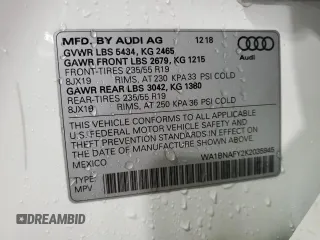 MFD. BY AUDI AG 12 18
GVWR LBS 5434, KG 2465
GAWR FRONT LBS 2679, KG 1215
FRONT-TIRES 235/55 R19
8JX19 RIMS, AT 230 KPA 33 PSI COLD
GAWR REAR LBS 3042, KG 1380
REAR-TIRES 235/55 R19
8JX19 RIMS, AT 250 KPA 36 PSI COLD
THIS VEHICLE CONFORMS TO ALL APPLICABLE
U.S. FEDERAL MOTOR VEHICLE SAFETY AND
THEFT PREVENTION STANDARDS IN EFFECT ON
THE DATE OF MANUFACTURE SHOWN ABOVE.
MEXICO
TYPE:
MPV
WA1BNAFY2K2035845
Audi
DREAMBID